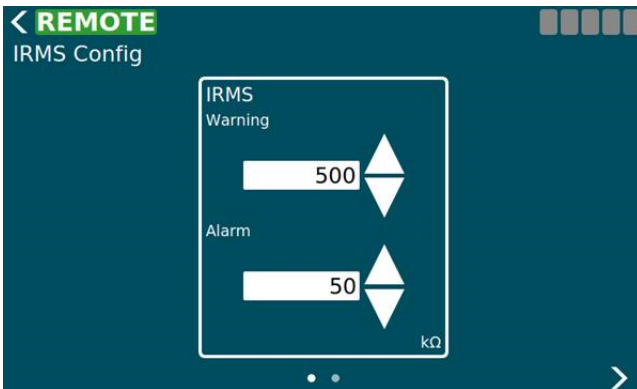 REMOTE
IRMS Config
IRMS
Warning
500
Alarm
50
kΩ